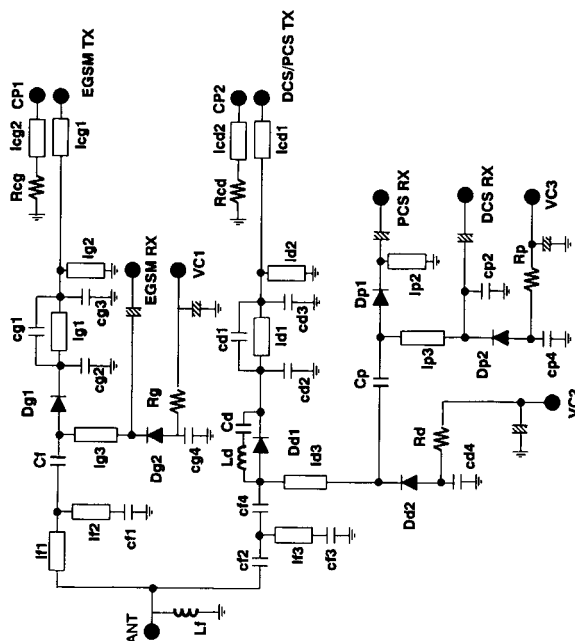 CP1
EGSM TX
lcg2
lcg1
Rcg
lg2
cg1
lg1
cg3
cg2
EGSM RX
VC1
Dg1
Rg
Cf
lg3
Dg2
cg4
lf1
lf2
cf1
ANT
Lf
CP2
DCS/PCS TX
lcd2
lcd1
Rcd
ld2
cd1
ld1
cd3
cd2
Cd
Ld
Dd1
ld3
cf4
cf2
lf3
cf3
PCS RX
DCS RX
VC3
Dp1
lp2
cp2
Rp
Cp
lp3
Dp2
cp4
Rd
Dd2
cd4
VC2